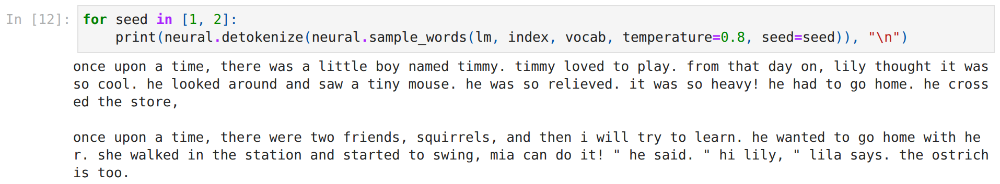 In [12]: for seed in [1, 2]:
    print(neural.detokenize(neural.sample_words(lm, index, vocab, temperature=0.8, seed=seed)), "\n")
once upon a time, there was a little boy named timmy. timmy loved to play. from that day on, lily thought it was
so cool. he looked around and saw a tiny mouse. he was so relieved. it was so heavy! he had to go home. he cross
ed the store,

once upon a time, there were two friends, squirrels, and then i will try to learn. he wanted to go home with he
r. she walked in the station and started to swing, mia can do it! " he said. " hi lily, " lila says. the ostrich
is too.